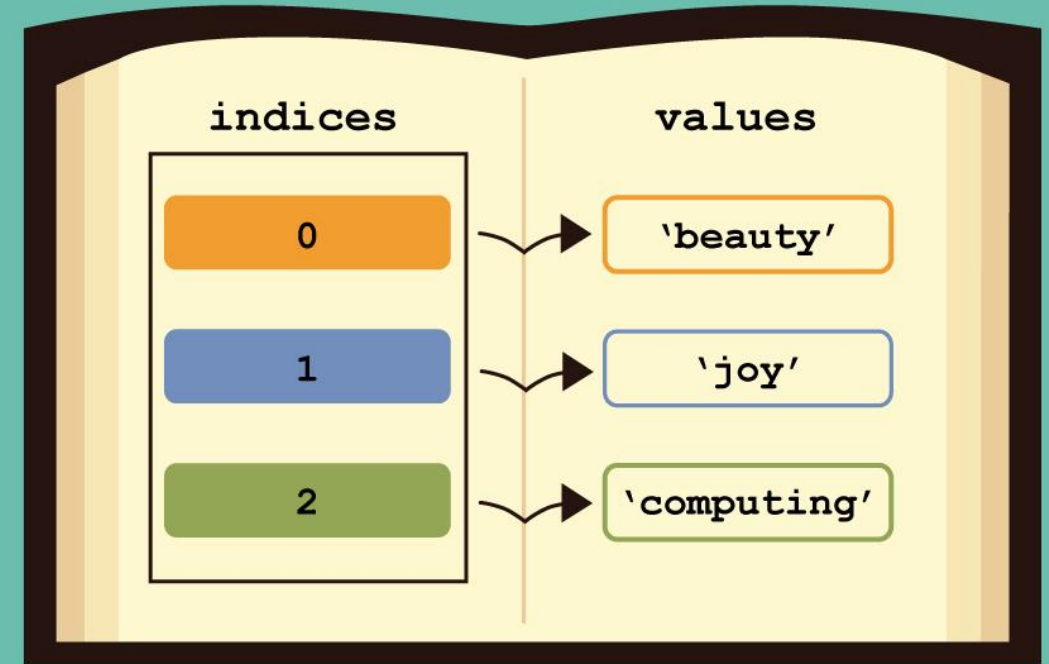 indices values
0 ‘beauty’
1 ‘joy’
2 ‘computing’